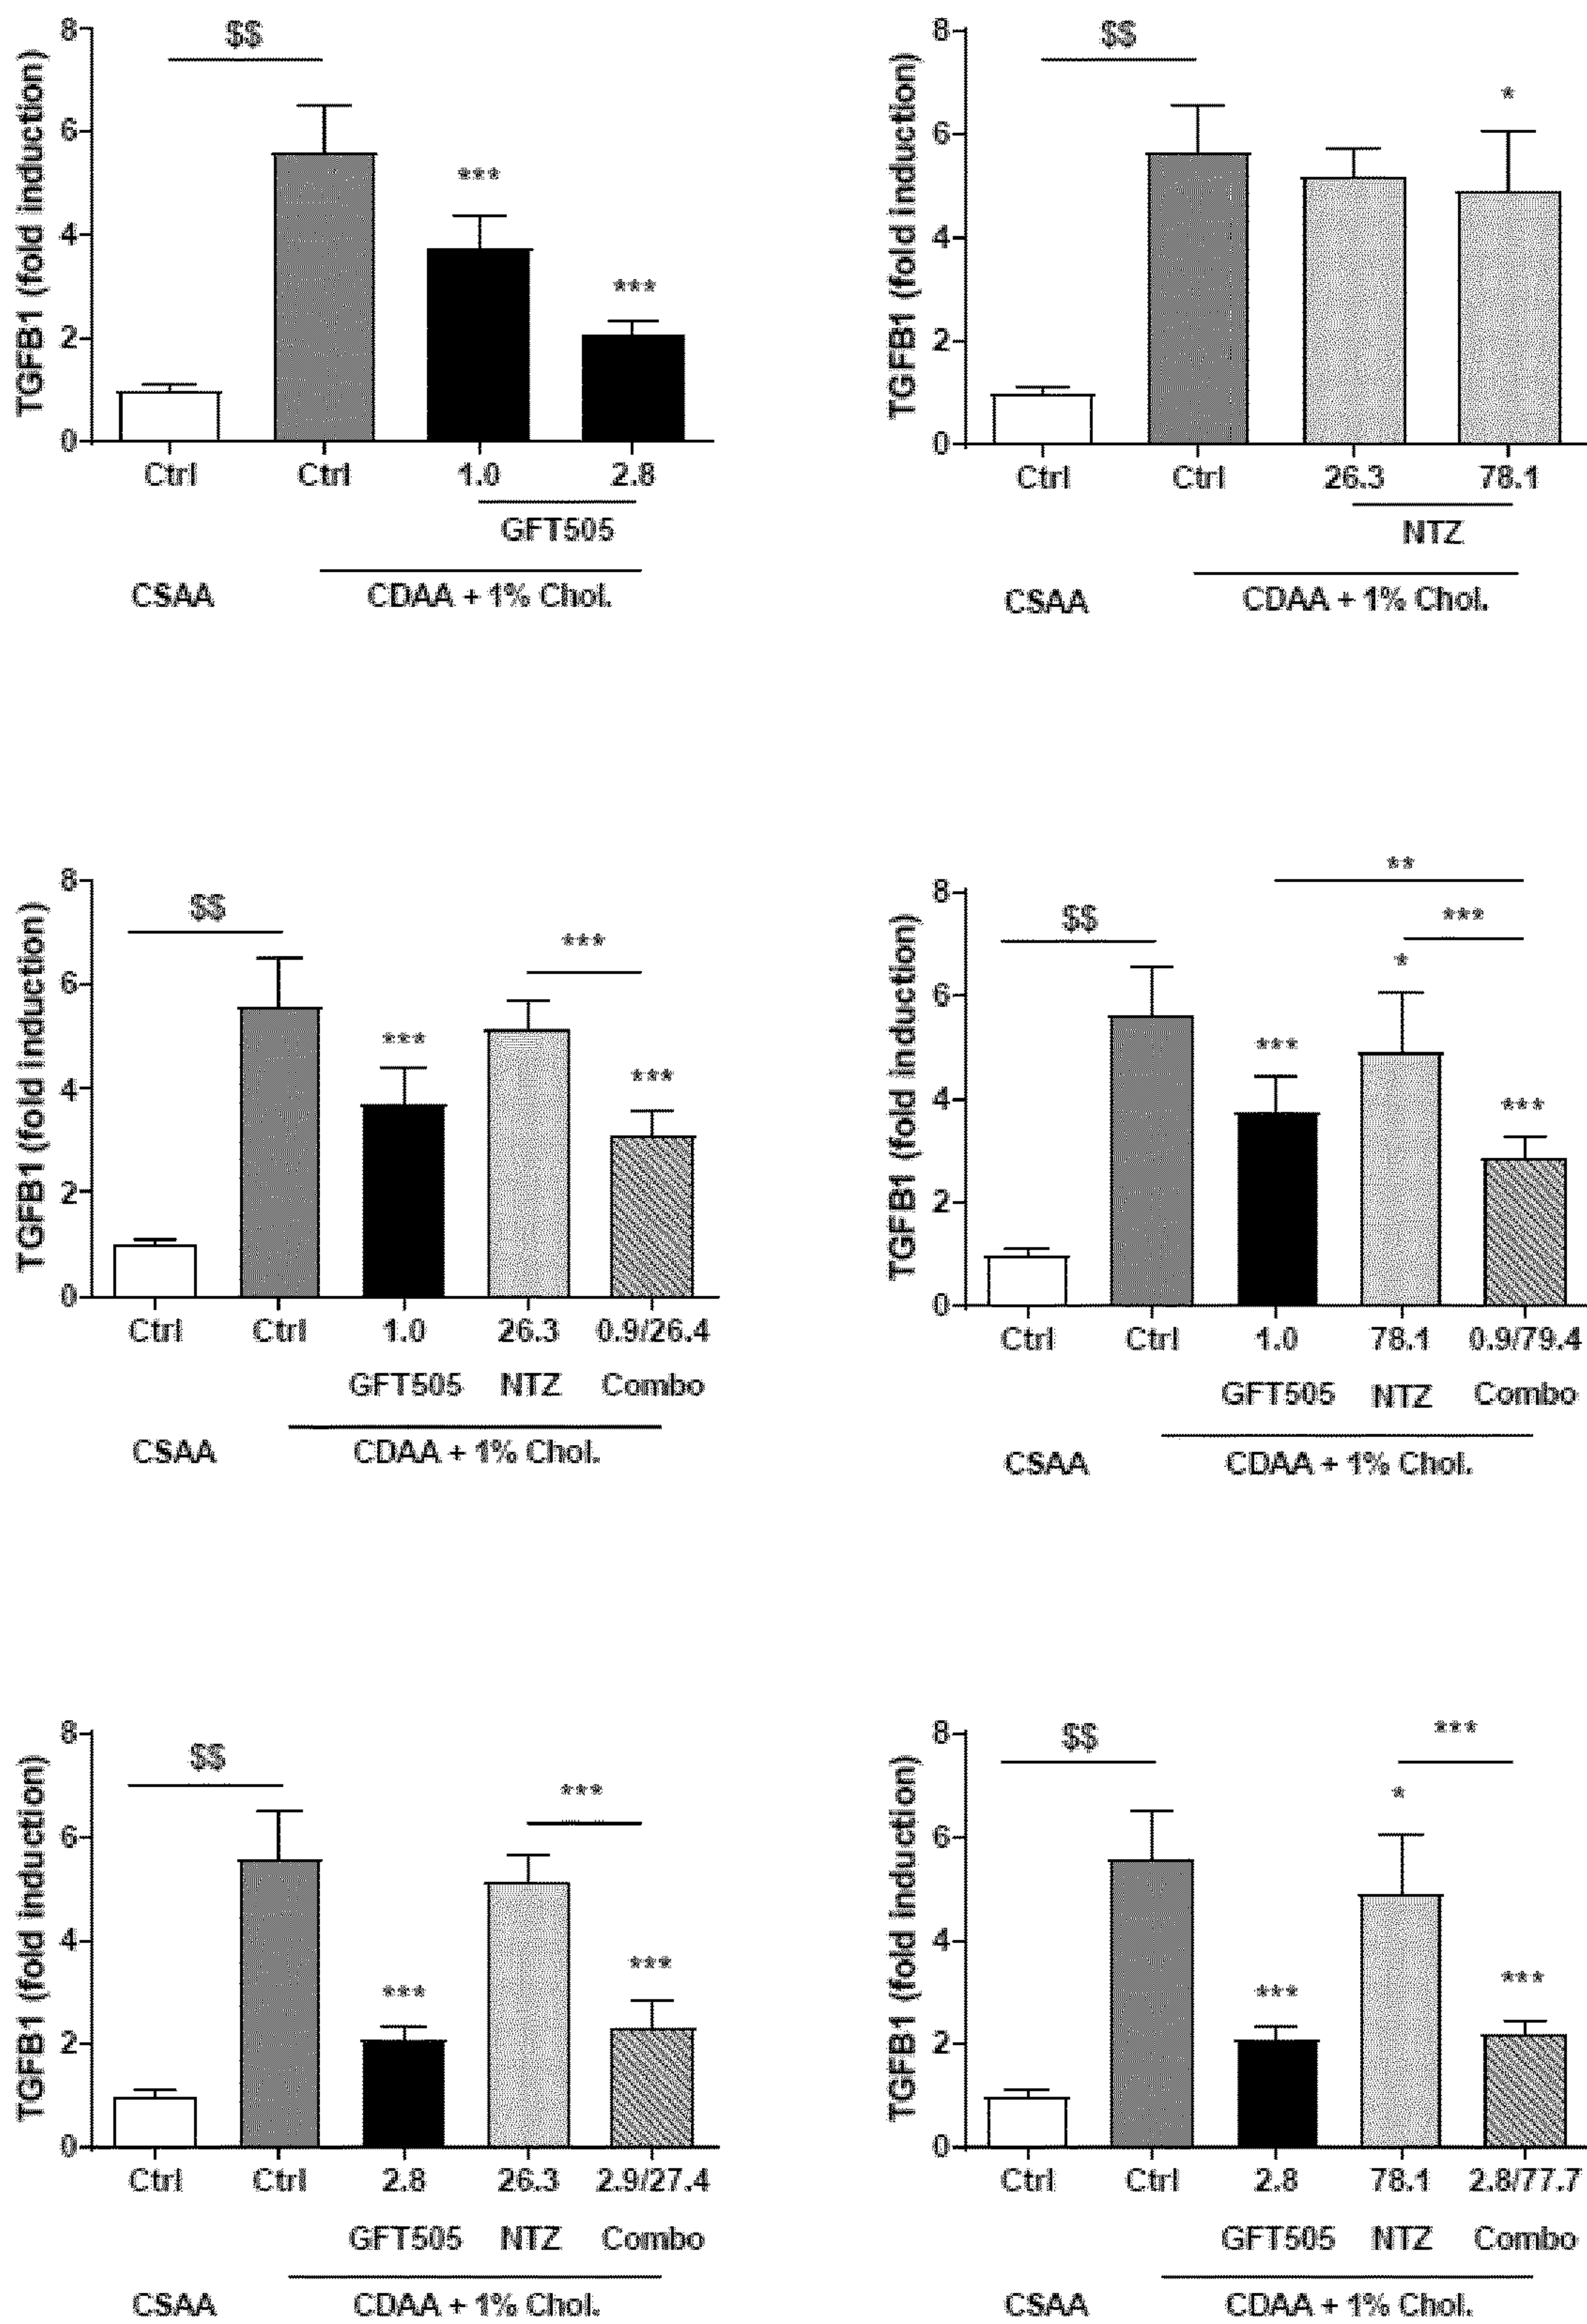 TGFB1 (fold induction)
8
6
4
2
0
$$
***
***
Ctrl Ctrl 1.0 2.8
GFT505
CSAA CDAA + 1% Chol.
TGFB1 (fold induction)
8
6
4
2
0
$$
*
Ctrl Ctrl 26.3 78.1
NTZ
CSAA CDAA + 1% Chol.
TGFB1 (fold induction)
8
6
4
2
0
$$
***
***
***
Ctrl Ctrl 1.0 26.3 0.9/26.4
GFT505 NTZ Combo
CSAA CDAA + 1% Chol.
TGFB1 (fold induction)
8
6
4
2
0
**
$$
***
*
***
***
Ctrl Ctrl 1.0 78.1 0.9/79.4
GFT505 NTZ Combo
CSAA CDAA + 1% Chol.
TGFB1 (fold induction)
8
6
4
2
0
$$
***
***
***
Ctrl Ctrl 2.8 26.3 2.9/27.4
GFT505 NTZ Combo
CSAA CDAA + 1% Chol.
TGFB1 (fold induction)
8
6
4
2
0
$$
***
*
***
***
Ctrl Ctrl 2.8 78.1 2.8/77.7
GFT505 NTZ Combo
CSAA CDAA + 1% Chol.